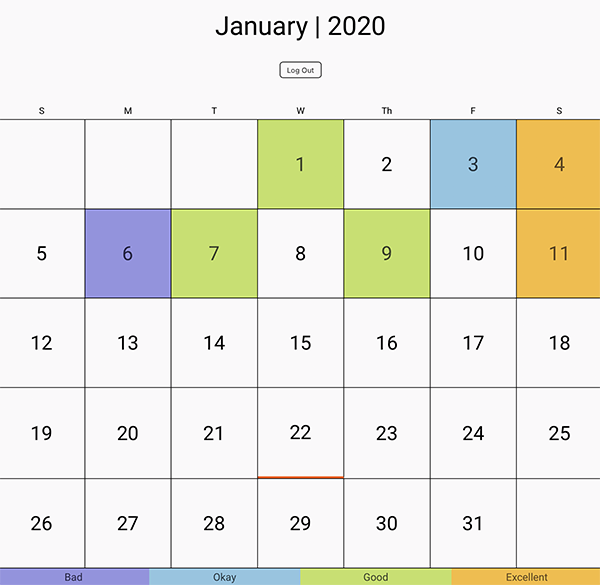 January | 2020
Log Out
S M T W Th F S
1 2 3 4
5 6 7 8 9 10 11
12 13 14 15 16 17 18
19 20 21 22 23 24 25
26 27 28 29 30 31
Bad Okay Good Excellent